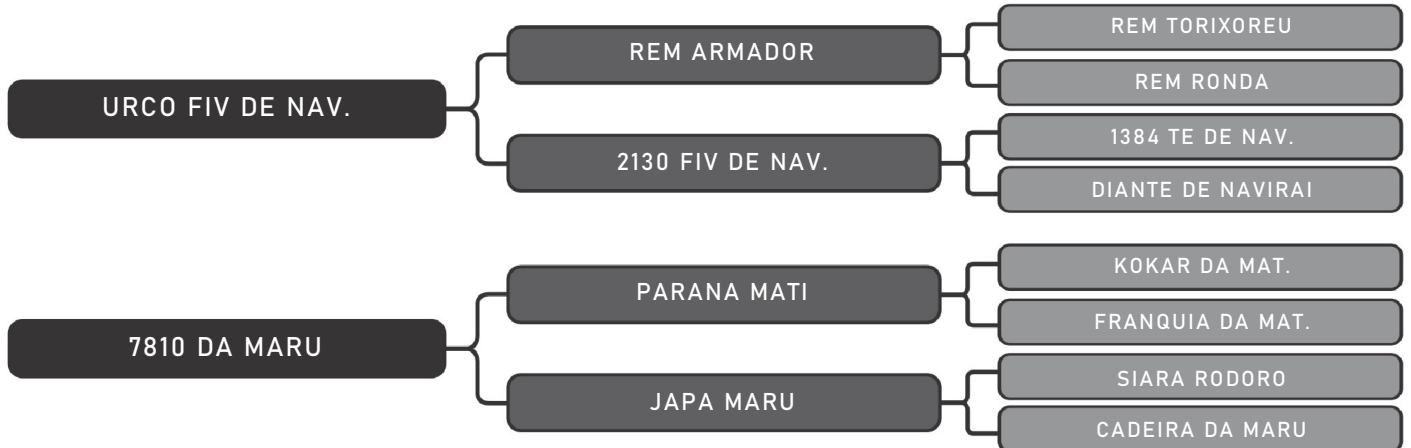 URCO FIV DE NAV.
REM ARMADOR
REM TORIXOREU
REM RONDA
2130 FIV DE NAV.
1384 TE DE NAV.
DIANTE DE NAVIRAI
7810 DA MARU
PARANA MATI
KOKAR DA MAT.
FRANQUIA DA MAT.
JAPA MARU
SIARA RODORO
CADEIRA DA MARU